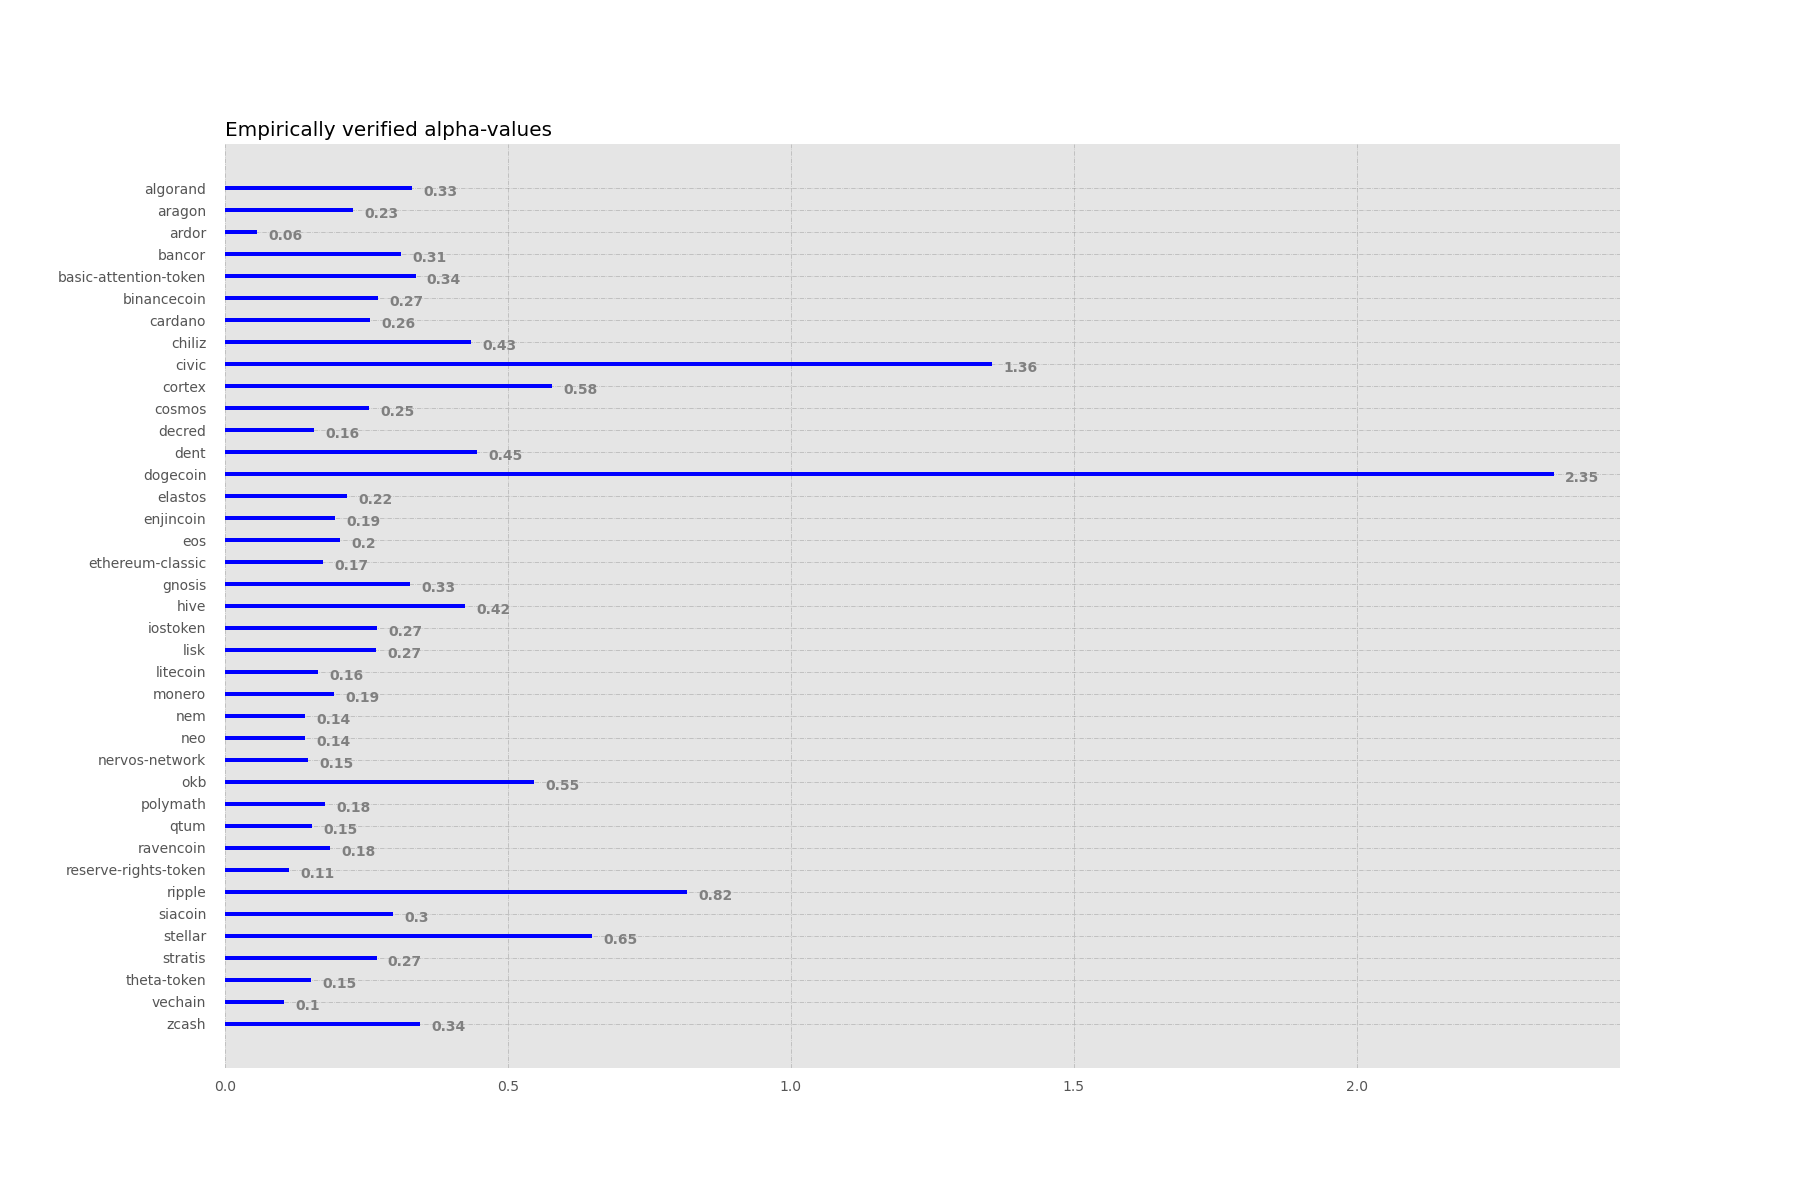 Empirically verified alpha-values
algorand 0.33
aragon 0.23
ardor 0.06
bancor 0.31
basic-attention-token 0.34
binancecoin 0.27
cardano 0.26
chiliz 0.43
civic 1.36
cortex 0.58
cosmos 0.25
decred 0.16
dent 0.45
dogecoin 2.35
elastos 0.22
enjincoin 0.19
eos 0.2
ethereum-classic 0.17
gnosis 0.33
hive 0.42
iostoken 0.27
lisk 0.27
litecoin 0.16
monero 0.19
nem 0.14
neo 0.14
nervos-network 0.15
okb 0.55
polymath 0.18
qtum 0.15
ravencoin 0.18
reserve-rights-token 0.11
ripple 0.82
siacoin 0.3
stellar 0.65
stratis 0.27
theta-token 0.15
vechain 0.1
zcash 0.34
0.0 0.5 1.0 1.5 2.0